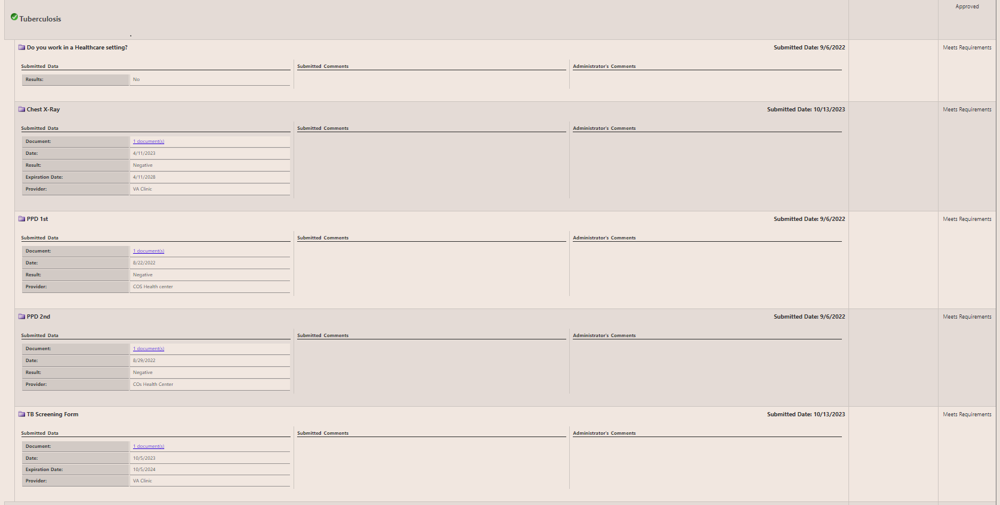 Approved
Tuberculosis
.
Do you work in a Healthcare setting? Submitted Date: 9/6/2022 Meets Requirements
Submitted Data Submitted Comments Administrator's Comments
Results: No
Chest X-Ray Submitted Date: 10/13/2023 Meets Requirements
Submitted Data Submitted Comments Administrator's Comments
Document: 1 document(s)
Date: 4/11/2023
Result: Negative
Expiration Date: 4/11/2028
Provider: VA Clinic
PPD 1st Submitted Date: 9/6/2022 Meets Requirements
Submitted Data Submitted Comments Administrator's Comments
Document: 1 document(s)
Date: 8/22/2022
Result: Negative
Provider: COS Health center
PPD 2nd Submitted Date: 9/6/2022 Meets Requirements
Submitted Data Submitted Comments Administrator's Comments
Document: 1 document(s)
Date: 8/29/2022
Result: Negative
Provider: COs Health Center
TB Screening Form Submitted Date: 10/13/2023 Meets Requirements
Submitted Data Submitted Comments Administrator's Comments
Document: 1 document(s)
Date: 10/5/2023
Expiration Date: 10/5/2024
Provider: VA Clinic